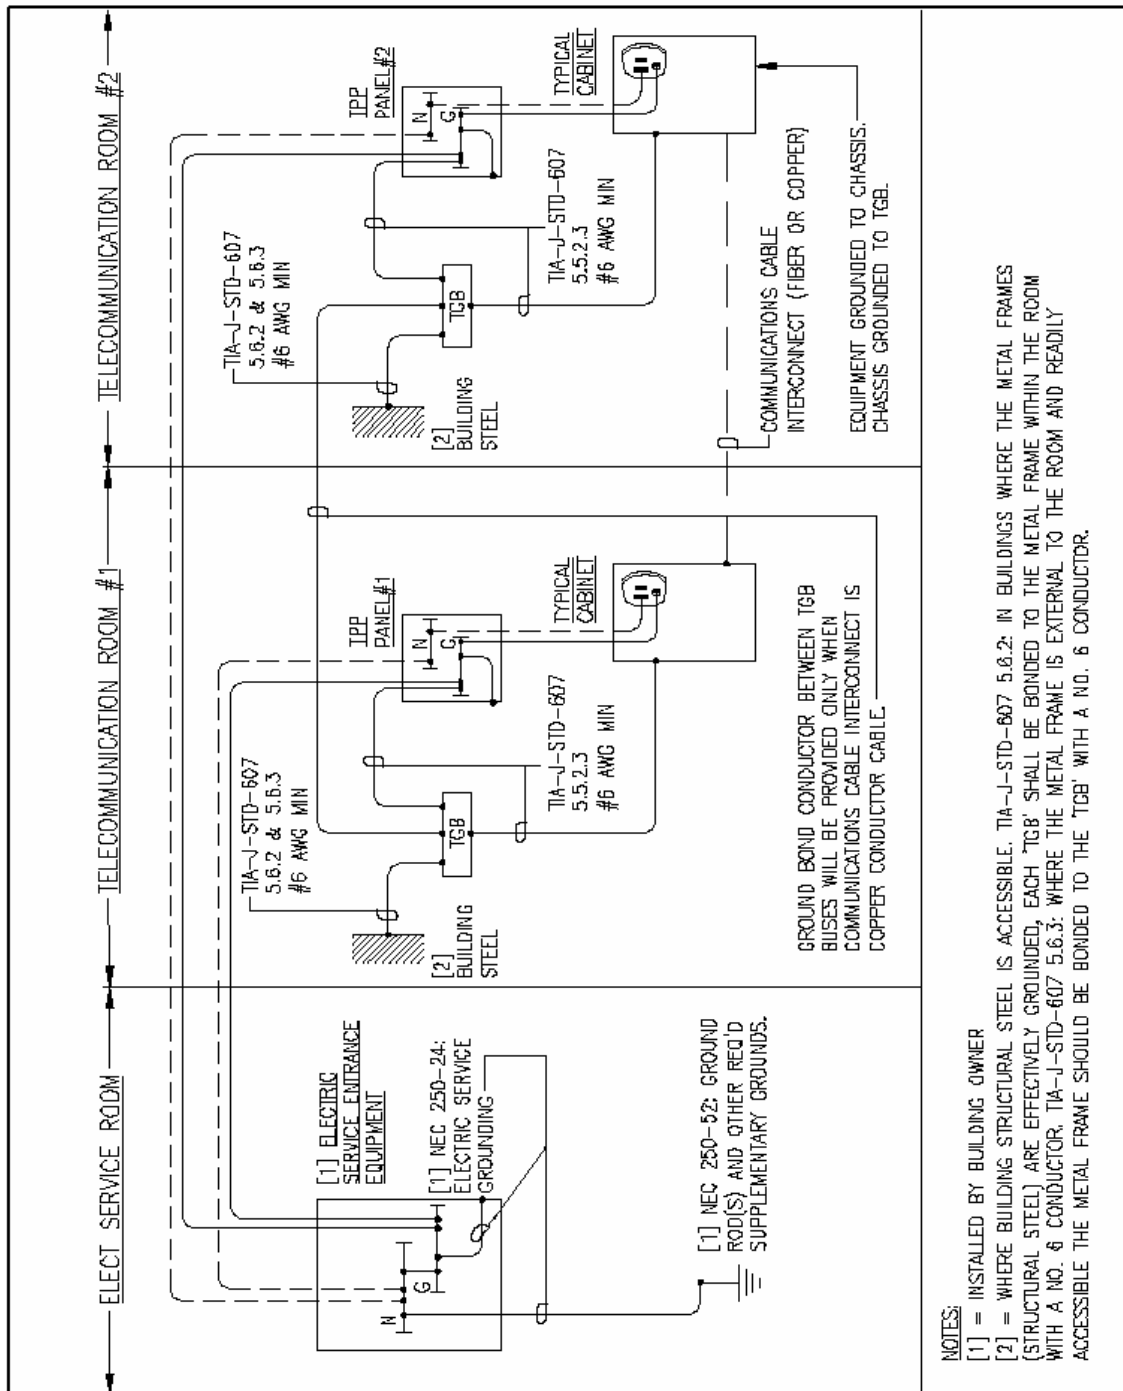 ELECT SERVICE ROOM
TELECOMMUNICATION ROOM #1
TELECOMMUNICATION ROOM #2
[1] ELECTRIC
SERVICE ENTRANCE
EQUIPMENT
N
G
[1] NEC 250-24:
ELECTRIC SERVICE
GROUNDING
[1] NEC 250-52: GROUND
ROD(S) AND OTHER REQ'D
SUPPLEMENTARY GROUNDS.
TIA-J-STD-607
5.6.2 & 5.6.3
#6 AWG MIN
[2]
BUILDING
STEEL
TGB
IPP
PANEL#1
N
G
TIA-J-STD-607
5.5.2.3
#6 AWG MIN
TYPICAL
CABINET
GROUND BOND CONDUCTOR BETWEEN TGB
BUSES WILL BE PROVIDED ONLY WHEN
COMMUNICATIONS CABLE INTERCONNECT IS
COPPER CONDUCTOR CABLE.
TIA-J-STD-607
5.6.2 & 5.6.3
#6 AWG MIN
[2]
BUILDING
STEEL
TGB
IPP
PANEL#2
N
G
TIA-J-STD-607
5.5.2.3
#6 AWG MIN
TYPICAL
CABINET
COMMUNICATIONS CABLE
INTERCONNECT (FIBER OR COPPER)
EQUIPMENT GROUNDED TO CHASSIS.
CHASSIS GROUNDED TO TGB.
NOTES:
[1] = INSTALLED BY BUILDING OWNER
[2] = WHERE BUILDING STRUCTURAL STEEL IS ACCESSIBLE. TIA-J-STD-607 5.6.2: IN BUILDINGS WHERE THE METAL FRAMES
(STRUCTURAL STEEL) ARE EFFECTIVELY GROUNDED, EACH 'TGB' SHALL BE BONDED TO THE METAL FRAME WITHIN THE ROOM
WITH A NO. 6 CONDUCTOR. TIA-J-STD-607 5.6.3: WHERE THE METAL FRAME IS EXTERNAL TO THE ROOM AND READILY
ACCESSIBLE THE METAL FRAME SHOULD BE BONDED TO THE 'TGB' WITH A NO. 6 CONDUCTOR.